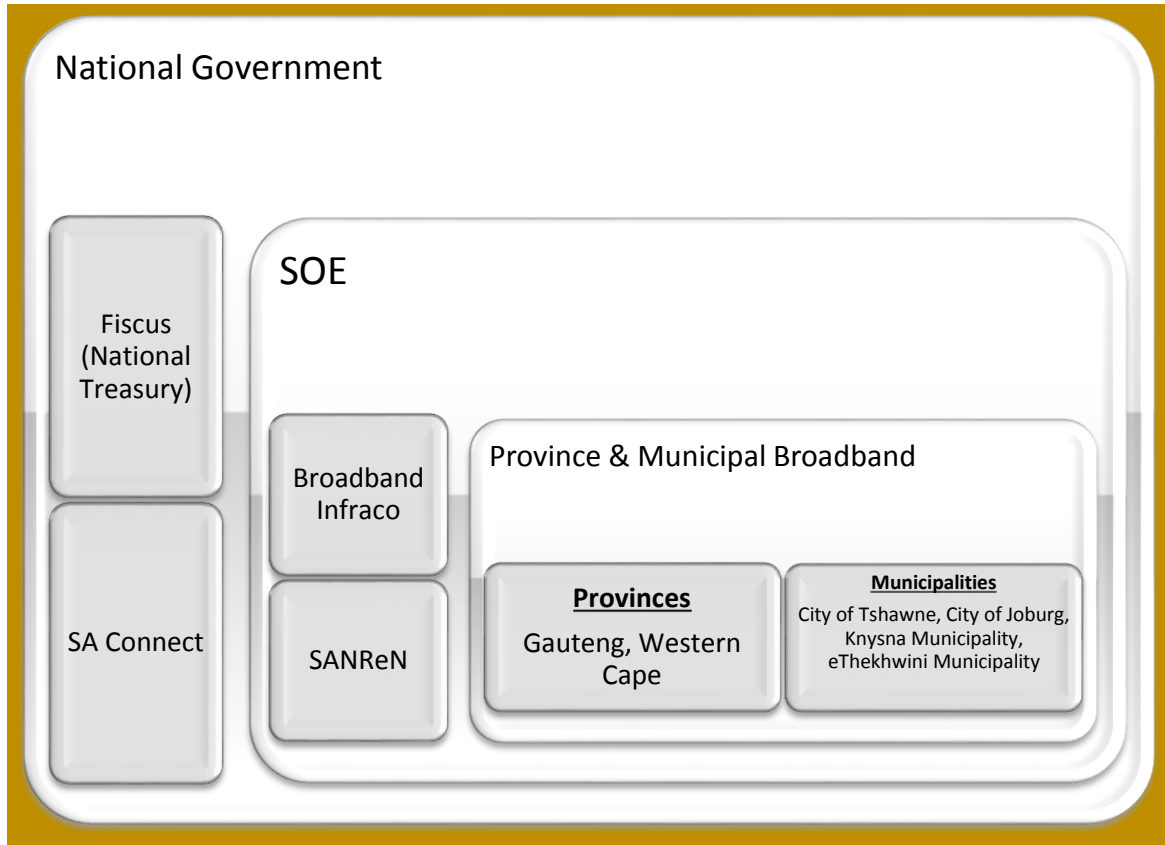 National Government
Fiscus
(National
Treasury)
SA Connect
SOE
Broadband
Infraco
SANReN
Province & Municipal Broadband
Provinces
Gauteng, Western
Cape
Municipalities
City of Tshawne, City of Joburg,
Knysna Municipality,
eThekhwini Municipality